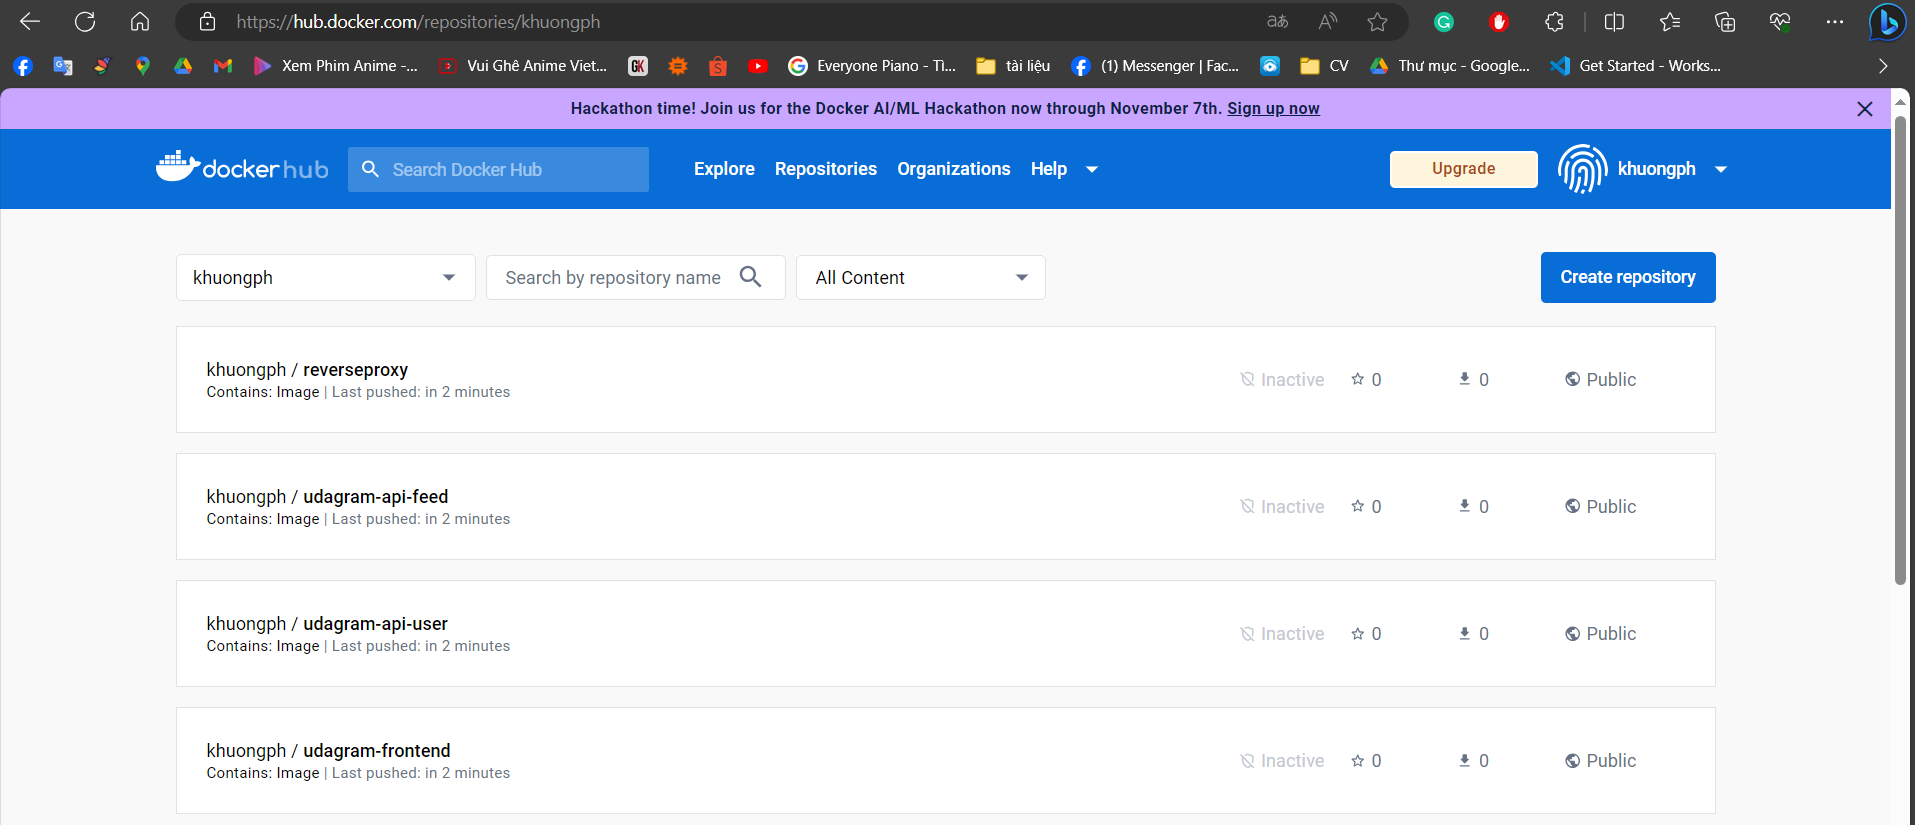 https://hub.docker.com/repositories/khuongph
Xem Phim Anime -... Vui Ghê Anime Viet... GK Everyone Piano - Ti... tài liệu (1) Messenger | Fac... CV Thư mục - Google... Get Started - Works...
Hackathon time! Join us for the Docker AI/ML Hackathon now through November 7th. Sign up now
dockerhub Search Docker Hub Explore Repositories Organizations Help Upgrade khuongph
khuongph Search by repository name All Content Create repository
khuongph / reverseproxy
Contains: Image | Last pushed: in 2 minutes
Inactive 0 0 Public
khuongph / udagram-api-feed
Contains: Image | Last pushed: in 2 minutes
Inactive 0 0 Public
khuongph / udagram-api-user
Contains: Image | Last pushed: in 2 minutes
Inactive 0 0 Public
khuongph / udagram-frontend
Contains: Image | Last pushed: in 2 minutes
Inactive 0 0 Public